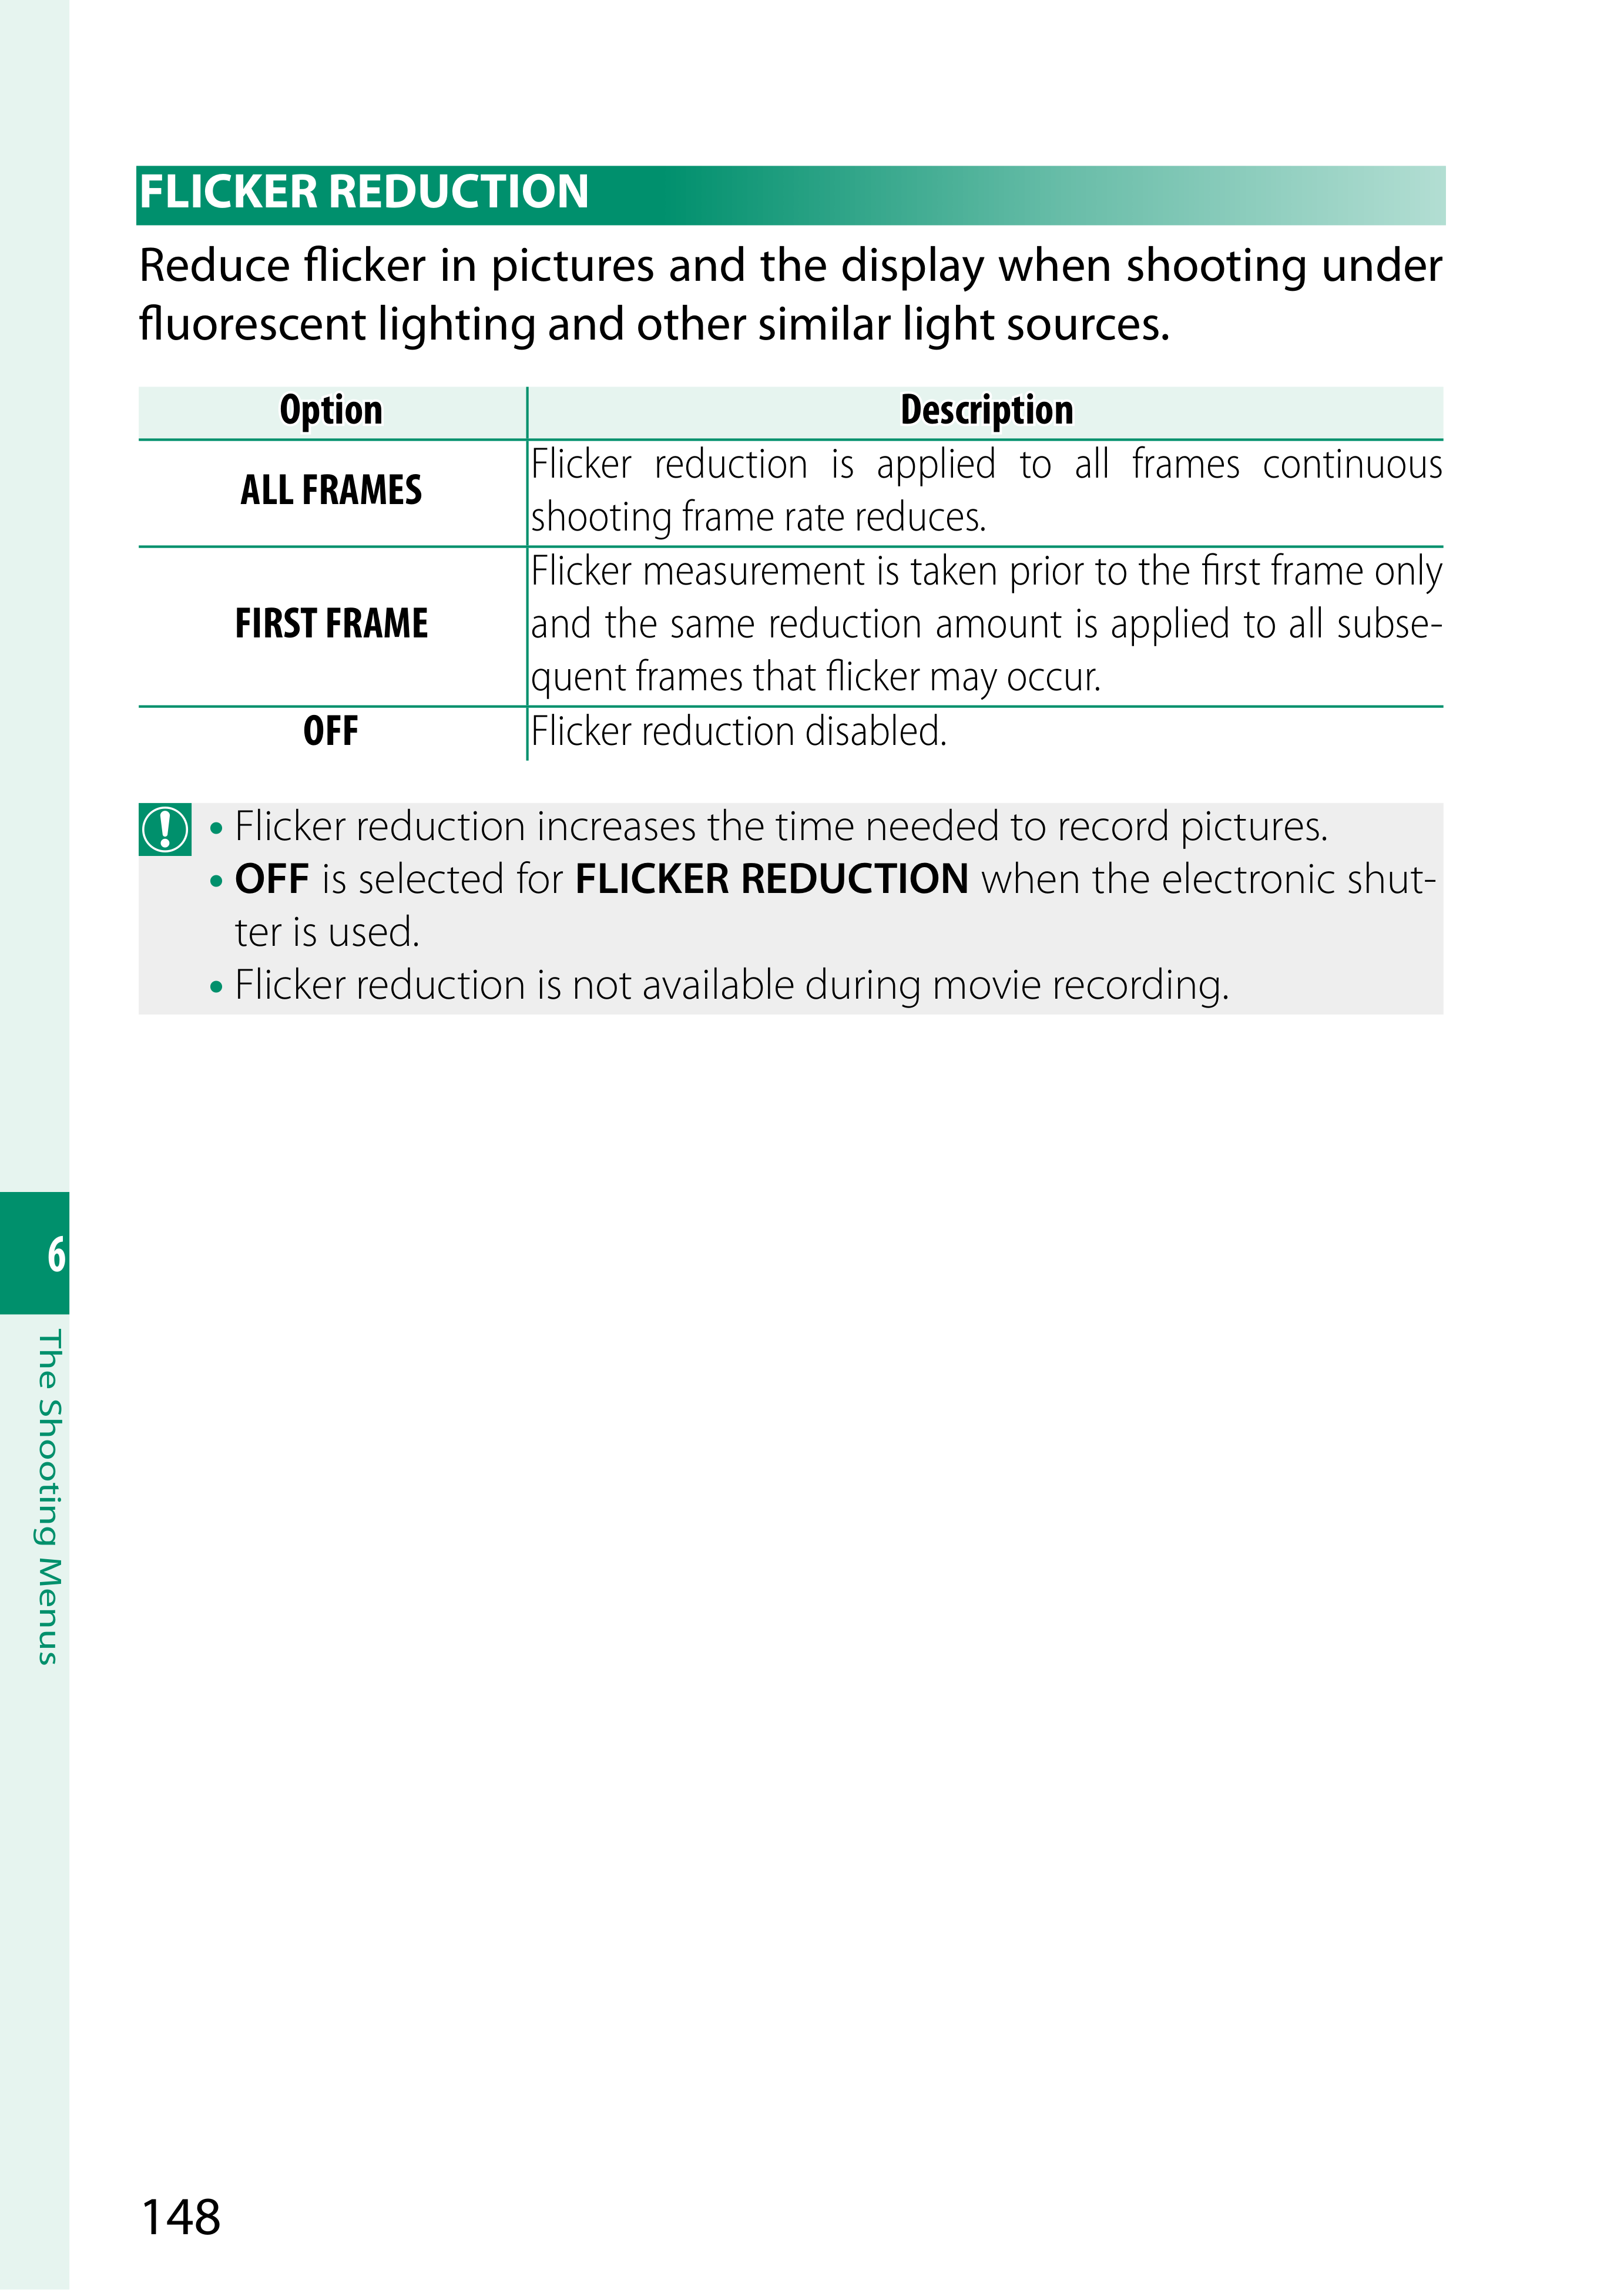 FLICKER REDUCTION
Reduce flicker in pictures and the display when shooting under
fluorescent lighting and other similar light sources.
Option Description
ALL FRAMES
Flicker reduction is applied to all frames continuous
shooting frame rate reduces.
FIRST FRAME
Flicker measurement is taken prior to the first frame only
and the same reduction amount is applied to all subse-
quent frames that flicker may occur.
OFF Flicker reduction disabled.
• Flicker reduction increases the time needed to record pictures.
• OFF is selected for FLICKER REDUCTION when the electronic shut-
ter is used.
• Flicker reduction is not available during movie recording.
6
The Shooting Menus
148